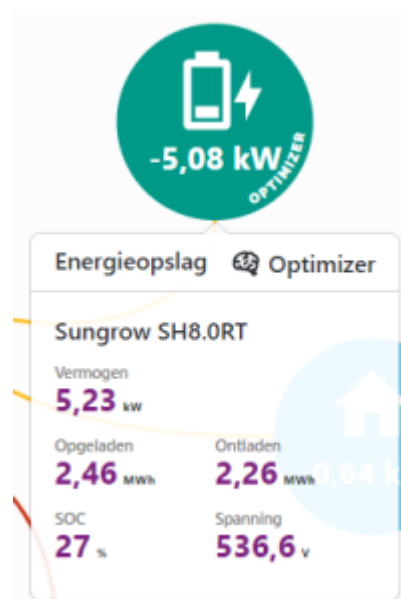 -5,08 kW
OPTIMIZER
Energieopslag Optimizer
Sungrow SH8.0RT
Vermogen
5,23 kW
Opgeladen Ontladen
2,46 MWh 2,26 MWh
0,64 k
SOC Spanning
27 % 536,6 V